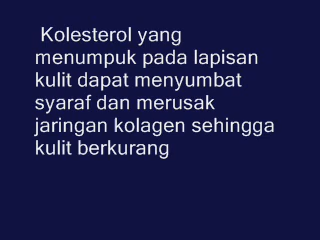 Kolesterol yang
menumpuk pada lapisan
kulit dapat menyumbat
syaraf dan merusak
jaringan kolagen sehingga
kulit berkurang